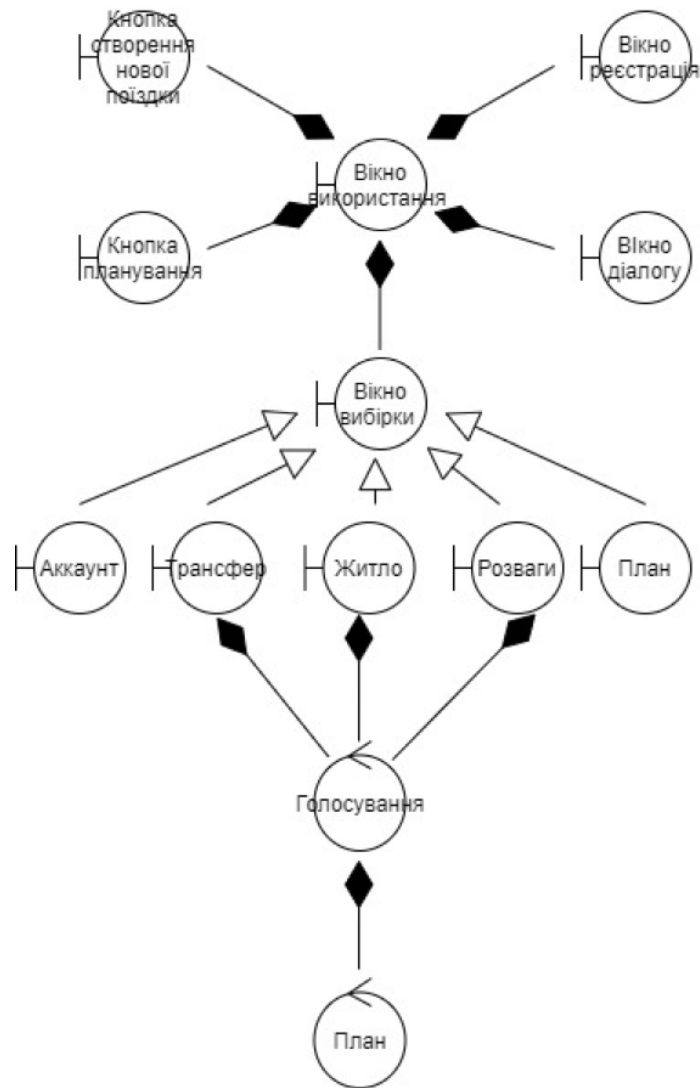 Кнопка
створення
нової
поїздки
Вікно
реєстрація
Вікно
використання
Кнопка
планування
ВІкно
діалогу
Вікно
вибірки
Аккаунт
Трансфер
Житло
Розваги
План
Голосування
План